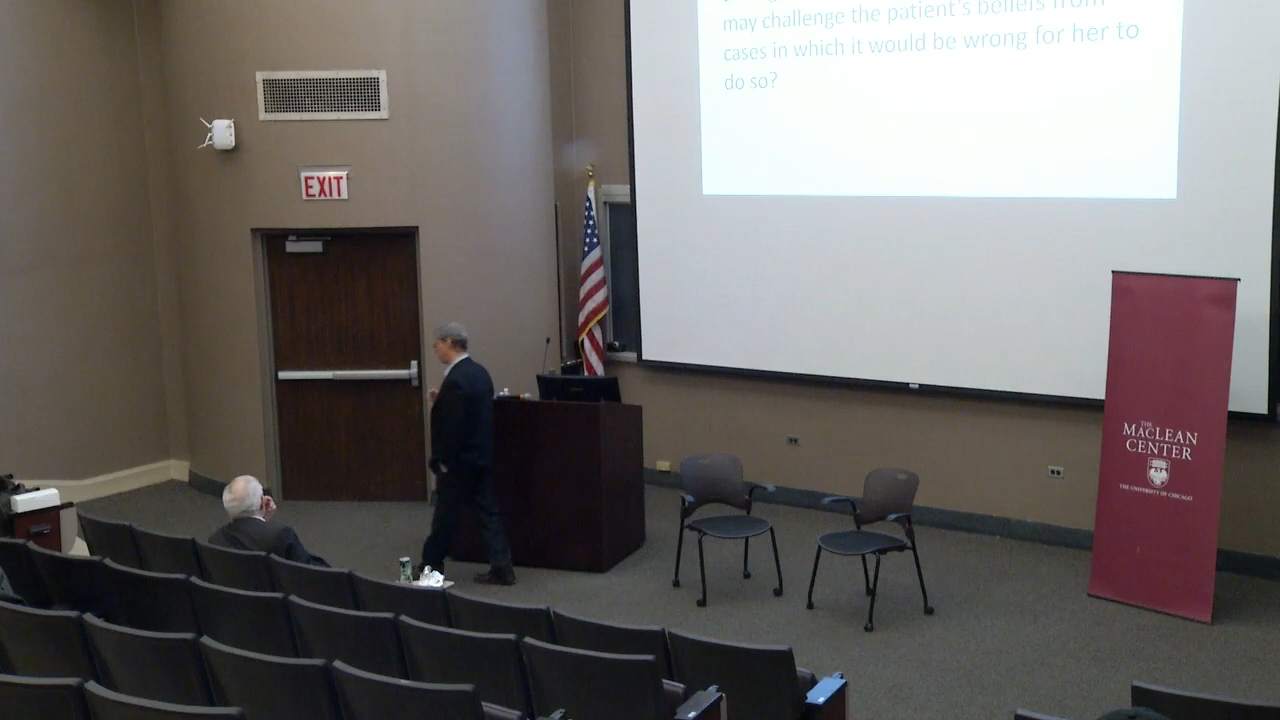 may challenge the patient's beliefs from
cases in which it would be wrong for her to
do so?
EXIT
THE
MACLEAN
CENTER
THE UNIVERSITY OF CHICAGO